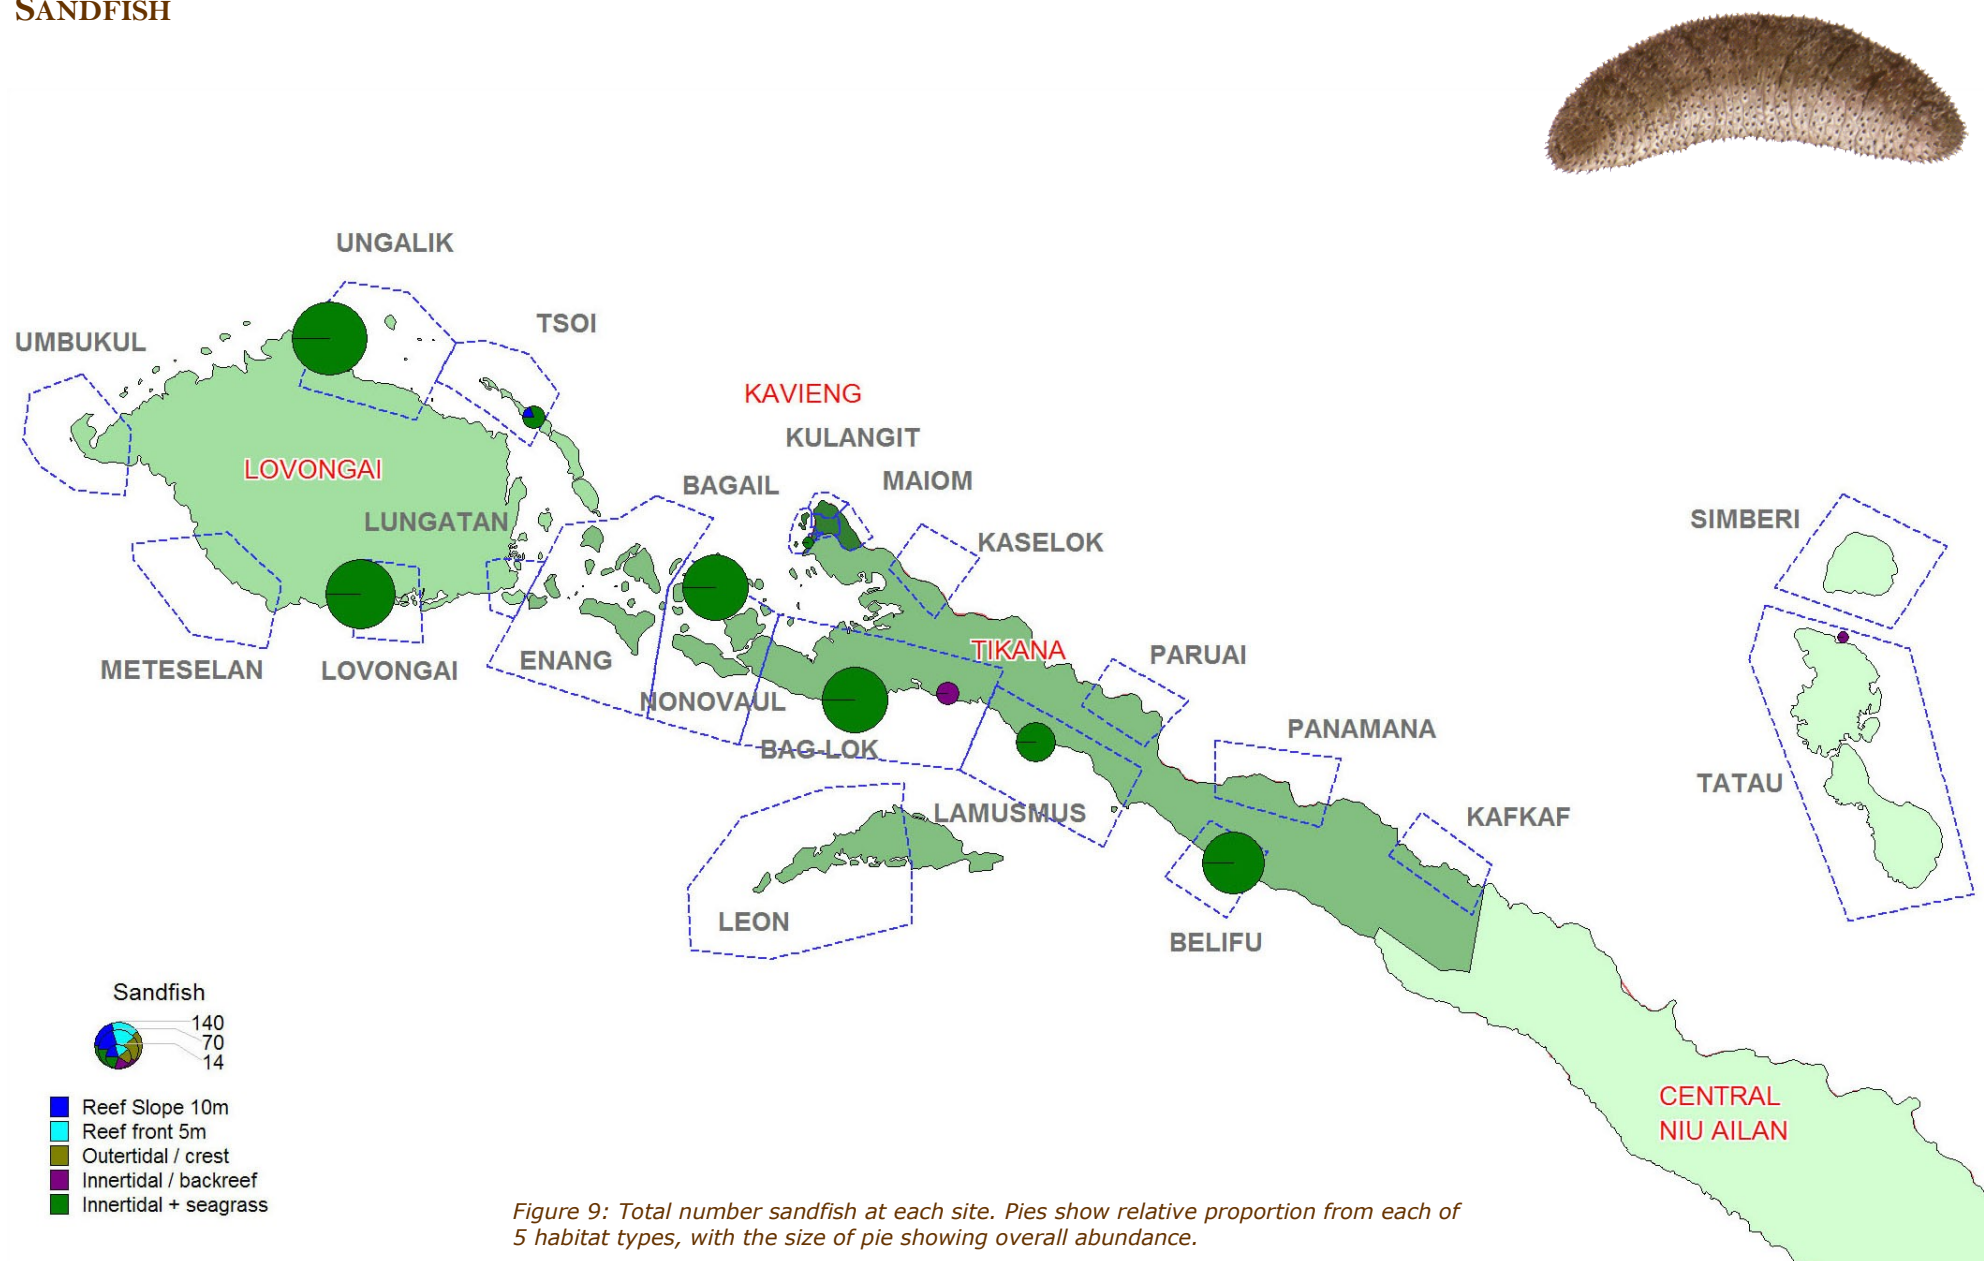 SANDFISH
UNGALIK
TSOI
UMBUKUL
KAVIENG
KULANGIT
LOVONGAI
BAGAIL
MAIOM
LUNGATAN
SIMBERI
KASELOK
TIKANA
PARUAI
METESELAN
LOVONGAI
ENANG
NONOVAUL
PANAMANA
BAG-LOK
TATAU
LAMUSMUS
KAFKAF
LEON
BELIFU
Sandfish
140
70
14
Reef Slope 10m
Reef front 5m
Outertidal / crest
Innertidal / backreef
Innertidal + seagrass
CENTRAL
NIU AILAN
Figure 9: Total number sandfish at each site. Pies show relative proportion from each of
5 habitat types, with the size of pie showing overall abundance.